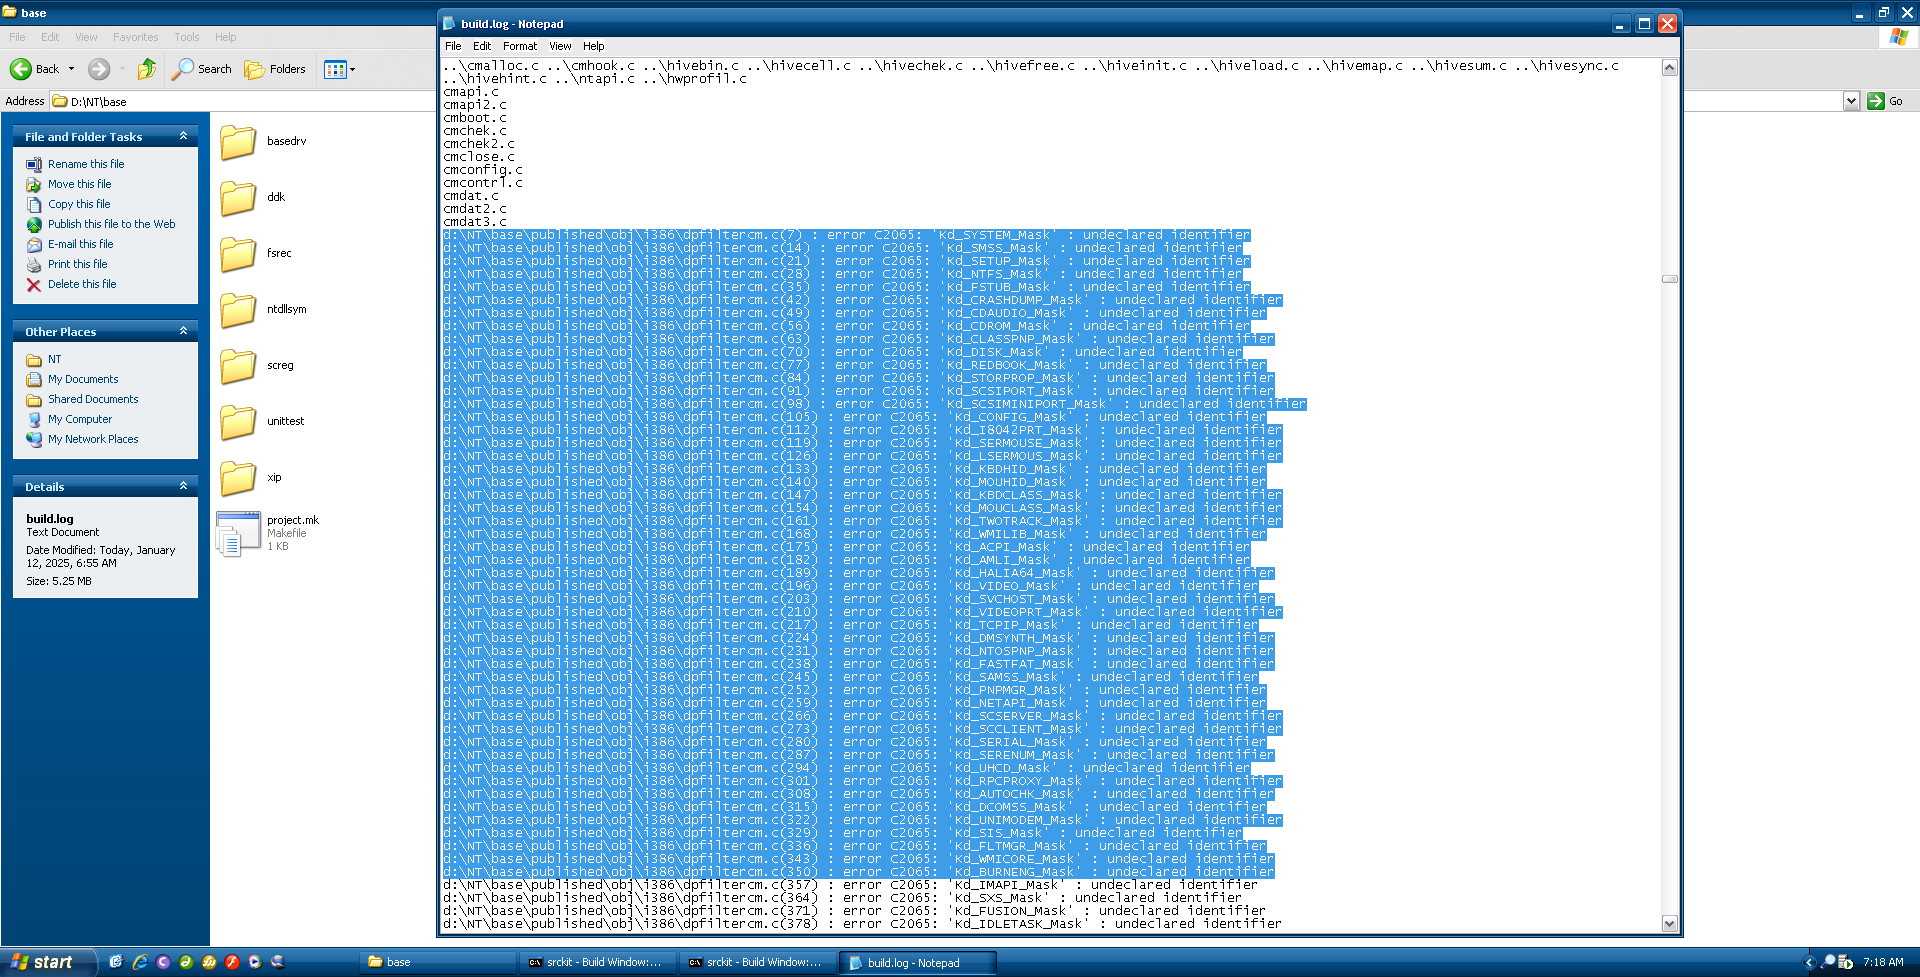 base
File Edit View Favorites Tools Help
Back Search Folders
Address D:\NT\base Go
File and Folder Tasks
Rename this file
Move this file
Copy this file
Publish this file to the Web
E-mail this file
Print this file
Delete this file
Other Places
NT
My Documents
Shared Documents
My Computer
My Network Places
Details
build.log
Text Document
Date Modified: Today, January
12, 2025, 6:55 AM
Size: 5.25 MB
basedrv
ddk
fsrec
ntdllsym
screg
unittest
xip
project.mk
Makefile
1 KB
build.log - Notepad
File Edit Format View Help
..\cmalloc.c ..\cmhook.c ..\hivebin.c ..\hivecell.c ..\hivechek.c ..\hivefree.c ..\hiveinit.c ..\hiveload.c ..\hivemap.c ..\hivesum.c ..\hivesync.c
..\hivehint.c ..\ntapi.c ..\hwprofil.c
cmapi.c
cmapi2.c
cmboot.c
cmchek.c
cmchek2.c
cmclose.c
cmconfig.c
cmcontrl.c
cmdat.c
cmdat2.c
cmdat3.c
d:\NT\base\published\obj\i386\dpfiltercm.c(7) : error C2065: 'Kd_SYSTEM_Mask' : undeclared identifier
d:\NT\base\published\obj\i386\dpfiltercm.c(14) : error C2065: 'Kd_SMSS_Mask' : undeclared identifier
d:\NT\base\published\obj\i386\dpfiltercm.c(21) : error C2065: 'Kd_SETUP_Mask' : undeclared identifier
d:\NT\base\published\obj\i386\dpfiltercm.c(28) : error C2065: 'Kd_NTFS_Mask' : undeclared identifier
d:\NT\base\published\obj\i386\dpfiltercm.c(35) : error C2065: 'Kd_FSTUB_Mask' : undeclared identifier
d:\NT\base\published\obj\i386\dpfiltercm.c(42) : error C2065: 'Kd_CRASHDUMP_Mask' : undeclared identifier
d:\NT\base\published\obj\i386\dpfiltercm.c(49) : error C2065: 'Kd_CDAUDIO_Mask' : undeclared identifier
d:\NT\base\published\obj\i386\dpfiltercm.c(56) : error C2065: 'Kd_CDROM_Mask' : undeclared identifier
d:\NT\base\published\obj\i386\dpfiltercm.c(63) : error C2065: 'Kd_CLASSPNP_Mask' : undeclared identifier
d:\NT\base\published\obj\i386\dpfiltercm.c(70) : error C2065: 'Kd_DISK_Mask' : undeclared identifier
d:\NT\base\published\obj\i386\dpfiltercm.c(77) : error C2065: 'Kd_REDBOOK_Mask' : undeclared identifier
d:\NT\base\published\obj\i386\dpfiltercm.c(84) : error C2065: 'Kd_STORPROP_Mask' : undeclared identifier
d:\NT\base\published\obj\i386\dpfiltercm.c(91) : error C2065: 'Kd_SCSIPORT_Mask' : undeclared identifier
d:\NT\base\published\obj\i386\dpfiltercm.c(98) : error C2065: 'Kd_SCSIMINIPORT_Mask' : undeclared identifier
d:\NT\base\published\obj\i386\dpfiltercm.c(105) : error C2065: 'Kd_CONFIG_Mask' : undeclared identifier
d:\NT\base\published\obj\i386\dpfiltercm.c(112) : error C2065: 'Kd_I8042PRT_Mask' : undeclared identifier
d:\NT\base\published\obj\i386\dpfiltercm.c(119) : error C2065: 'Kd_SERMOUSE_Mask' : undeclared identifier
d:\NT\base\published\obj\i386\dpfiltercm.c(126) : error C2065: 'Kd_LSERMOUS_Mask' : undeclared identifier
d:\NT\base\published\obj\i386\dpfiltercm.c(133) : error C2065: 'Kd_KBDHID_Mask' : undeclared identifier
d:\NT\base\published\obj\i386\dpfiltercm.c(140) : error C2065: 'Kd_MOUHID_Mask' : undeclared identifier
d:\NT\base\published\obj\i386\dpfiltercm.c(147) : error C2065: 'Kd_KBDCLASS_Mask' : undeclared identifier
d:\NT\base\published\obj\i386\dpfiltercm.c(154) : error C2065: 'Kd_MOUCLASS_Mask' : undeclared identifier
d:\NT\base\published\obj\i386\dpfiltercm.c(161) : error C2065: 'Kd_TWOTRACK_Mask' : undeclared identifier
d:\NT\base\published\obj\i386\dpfiltercm.c(168) : error C2065: 'Kd_WMILIB_Mask' : undeclared identifier
d:\NT\base\published\obj\i386\dpfiltercm.c(175) : error C2065: 'Kd_ACPI_Mask' : undeclared identifier
d:\NT\base\published\obj\i386\dpfiltercm.c(182) : error C2065: 'Kd_AMLI_Mask' : undeclared identifier
d:\NT\base\published\obj\i386\dpfiltercm.c(189) : error C2065: 'Kd_HALIA64_Mask' : undeclared identifier
d:\NT\base\published\obj\i386\dpfiltercm.c(196) : error C2065: 'Kd_VIDEO_Mask' : undeclared identifier
d:\NT\base\published\obj\i386\dpfiltercm.c(203) : error C2065: 'Kd_SVCHOST_Mask' : undeclared identifier
d:\NT\base\published\obj\i386\dpfiltercm.c(210) : error C2065: 'Kd_VIDEOPRT_Mask' : undeclared identifier
d:\NT\base\published\obj\i386\dpfiltercm.c(217) : error C2065: 'Kd_TCPIP_Mask' : undeclared identifier
d:\NT\base\published\obj\i386\dpfiltercm.c(224) : error C2065: 'Kd_DMSYNTH_Mask' : undeclared identifier
d:\NT\base\published\obj\i386\dpfiltercm.c(231) : error C2065: 'Kd_NTOSPNP_Mask' : undeclared identifier
d:\NT\base\published\obj\i386\dpfiltercm.c(238) : error C2065: 'Kd_FASTFAT_Mask' : undeclared identifier
d:\NT\base\published\obj\i386\dpfiltercm.c(245) : error C2065: 'Kd_SAMSS_Mask' : undeclared identifier
d:\NT\base\published\obj\i386\dpfiltercm.c(252) : error C2065: 'Kd_PNPMGR_Mask' : undeclared identifier
d:\NT\base\published\obj\i386\dpfiltercm.c(259) : error C2065: 'Kd_NETAPI_Mask' : undeclared identifier
d:\NT\base\published\obj\i386\dpfiltercm.c(266) : error C2065: 'Kd_SCSERVER_Mask' : undeclared identifier
d:\NT\base\published\obj\i386\dpfiltercm.c(273) : error C2065: 'Kd_SCCLIENT_Mask' : undeclared identifier
d:\NT\base\published\obj\i386\dpfiltercm.c(280) : error C2065: 'Kd_SERIAL_Mask' : undeclared identifier
d:\NT\base\published\obj\i386\dpfiltercm.c(287) : error C2065: 'Kd_SERENUM_Mask' : undeclared identifier
d:\NT\base\published\obj\i386\dpfiltercm.c(294) : error C2065: 'Kd_UHCD_Mask' : undeclared identifier
d:\NT\base\published\obj\i386\dpfiltercm.c(301) : error C2065: 'Kd_RPCPROXY_Mask' : undeclared identifier
d:\NT\base\published\obj\i386\dpfiltercm.c(308) : error C2065: 'Kd_AUTOCHK_Mask' : undeclared identifier
d:\NT\base\published\obj\i386\dpfiltercm.c(315) : error C2065: 'Kd_DCOMSS_Mask' : undeclared identifier
d:\NT\base\published\obj\i386\dpfiltercm.c(322) : error C2065: 'Kd_UNIMODEM_Mask' : undeclared identifier
d:\NT\base\published\obj\i386\dpfiltercm.c(329) : error C2065: 'Kd_SIS_Mask' : undeclared identifier
d:\NT\base\published\obj\i386\dpfiltercm.c(336) : error C2065: 'Kd_FLTMGR_Mask' : undeclared identifier
d:\NT\base\published\obj\i386\dpfiltercm.c(343) : error C2065: 'Kd_WMICORE_Mask' : undeclared identifier
d:\NT\base\published\obj\i386\dpfiltercm.c(350) : error C2065: 'Kd_BURNENG_Mask' : undeclared identifier
d:\NT\base\published\obj\i386\dpfiltercm.c(357) : error C2065: 'Kd_IMAPI_Mask' : undeclared identifier
d:\NT\base\published\obj\i386\dpfiltercm.c(364) : error C2065: 'Kd_SXS_Mask' : undeclared identifier
d:\NT\base\published\obj\i386\dpfiltercm.c(371) : error C2065: 'Kd_FUSION_Mask' : undeclared identifier
d:\NT\base\published\obj\i386\dpfiltercm.c(378) : error C2065: 'Kd_IDLETASK_Mask' : undeclared identifier
start base srckit - Build Window:... srckit - Build Window:... build.log - Notepad 7:18 AM